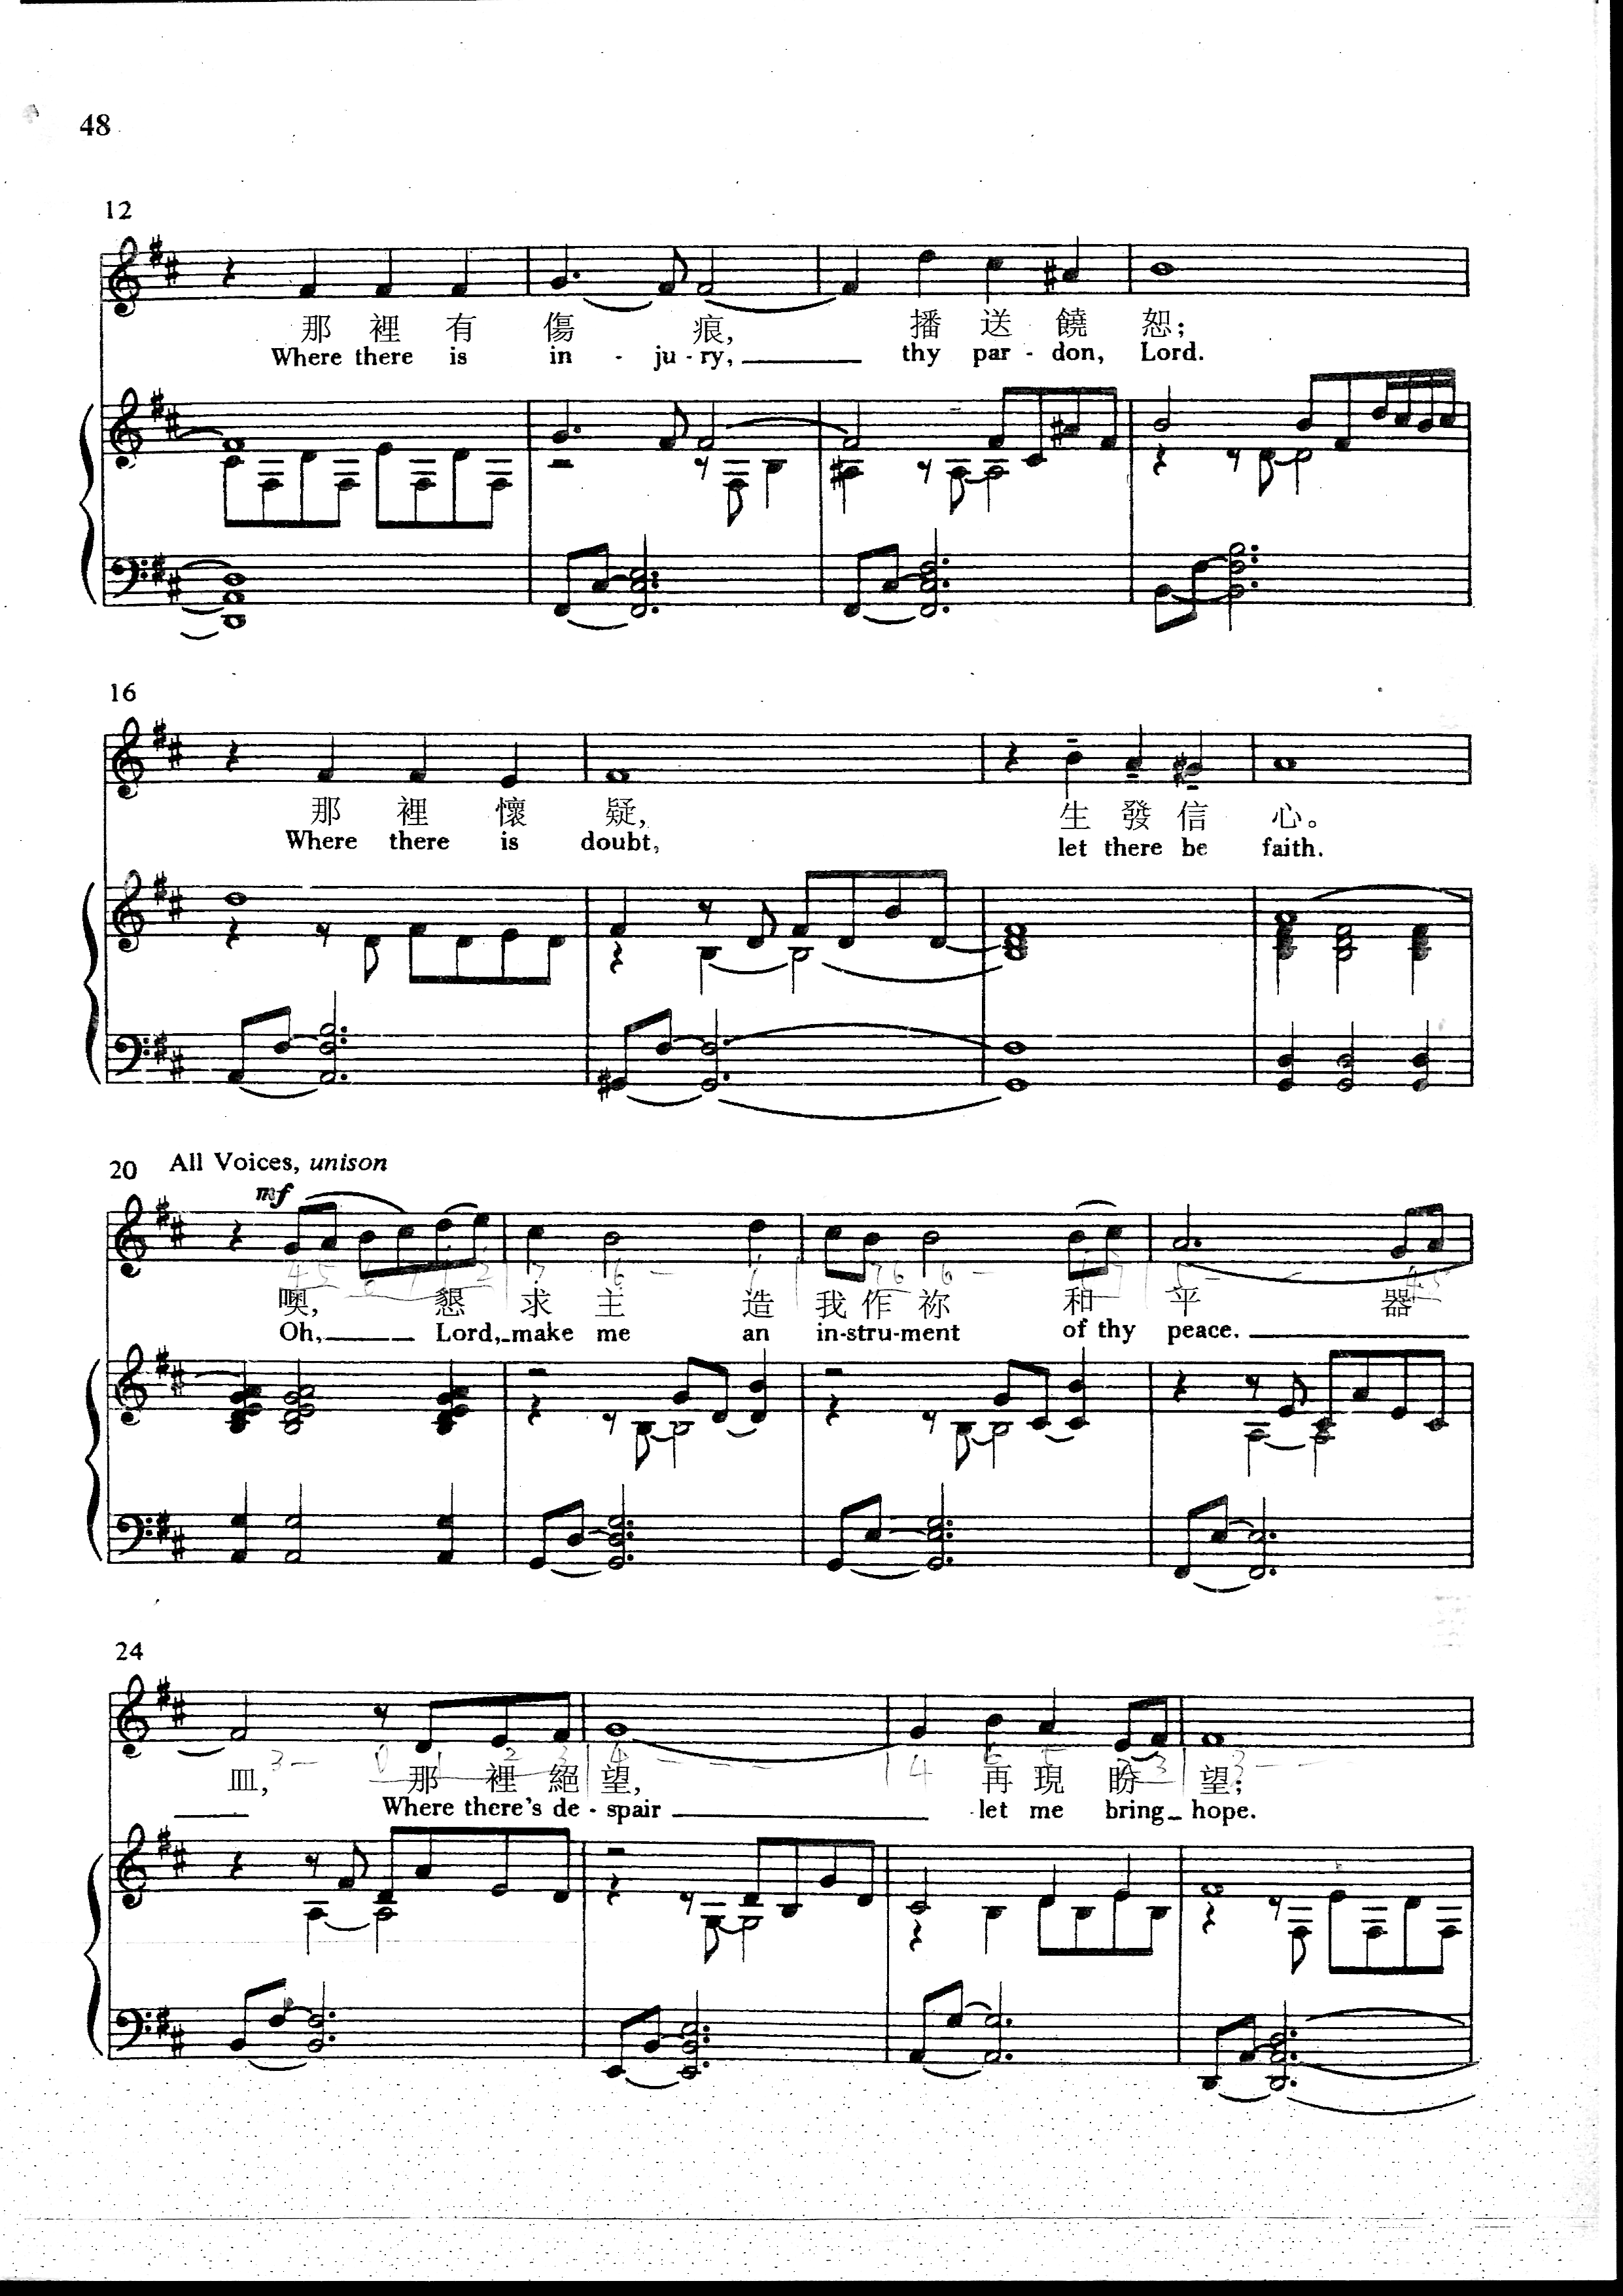 48
12
那 裡 有 傷 痕, 播 送 饒 恕;
Where there is in - ju - ry, thy par - don, Lord.
16
那 裡 懷 疑, 生 發 信 心。
Where there is doubt, let there be faith.
20 All Voices, unison
mf
噢, 懇 求 主 造 我 作 祢 和 平 器
Oh, Lord, make me an in-stru-ment of thy peace.
24
皿, 那 裡 絕 望, 再 現 盼 望;
Where there's de - spair let me bring hope.